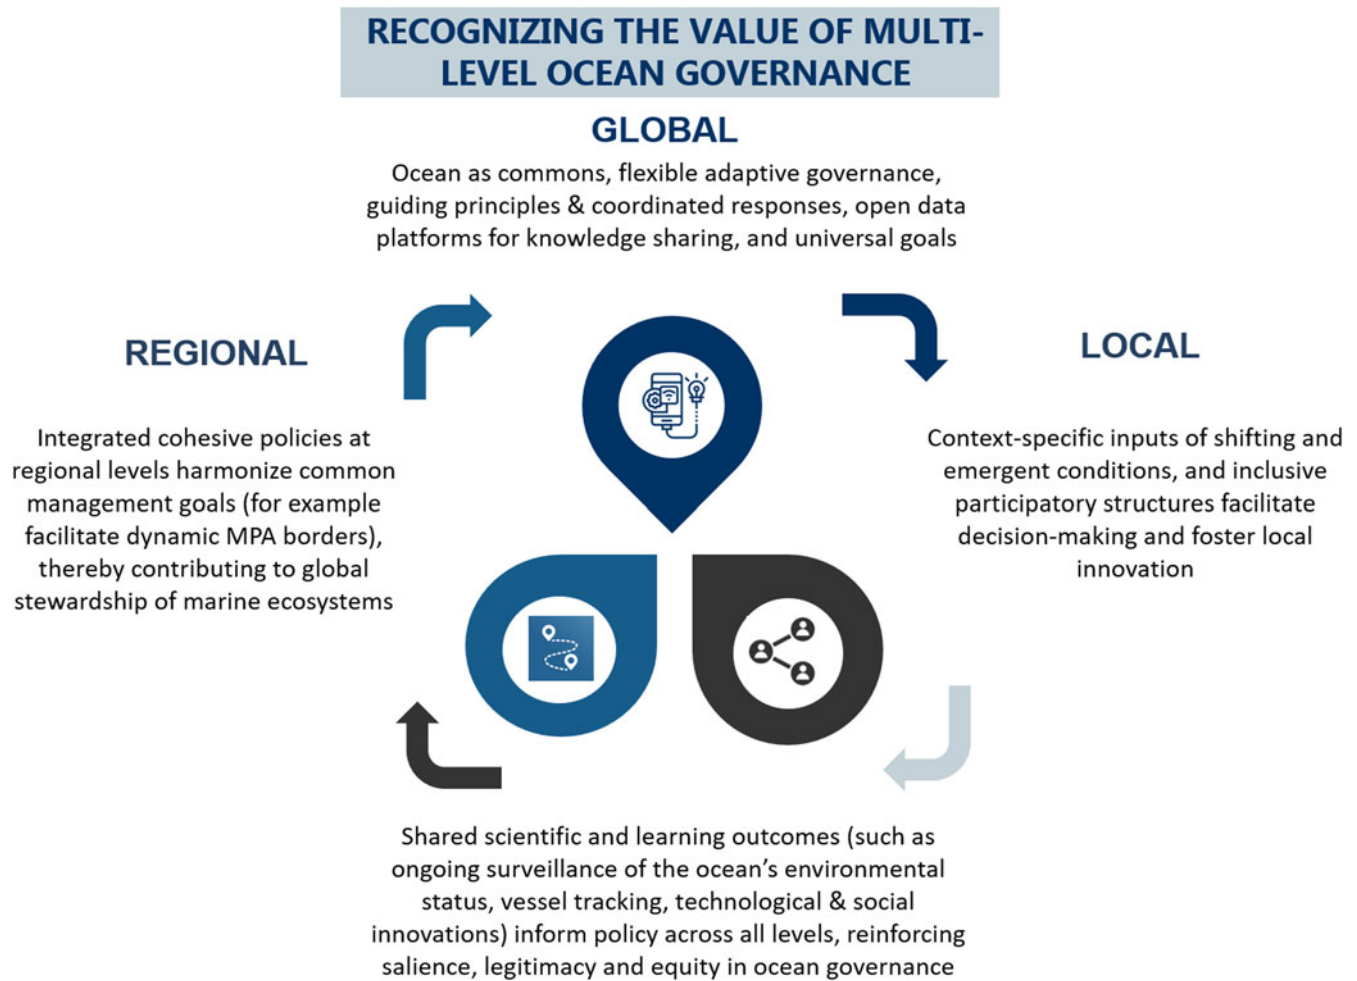 RECOGNIZING THE VALUE OF MULTI-
LEVEL OCEAN GOVERNANCE
GLOBAL
Ocean as commons, flexible adaptive governance,
guiding principles & coordinated responses, open data
platforms for knowledge sharing, and universal goals
REGIONAL
Integrated cohesive policies at
regional levels harmonize common
management goals (for example
facilitate dynamic MPA borders),
thereby contributing to global
stewardship of marine ecosystems
LOCAL
Context-specific inputs of shifting and
emergent conditions, and inclusive
participatory structures facilitate
decision-making and foster local
innovation
Shared scientific and learning outcomes (such as
ongoing surveillance of the ocean’s environmental
status, vessel tracking, technological & social
innovations) inform policy across all levels, reinforcing
salience, legitimacy and equity in ocean governance